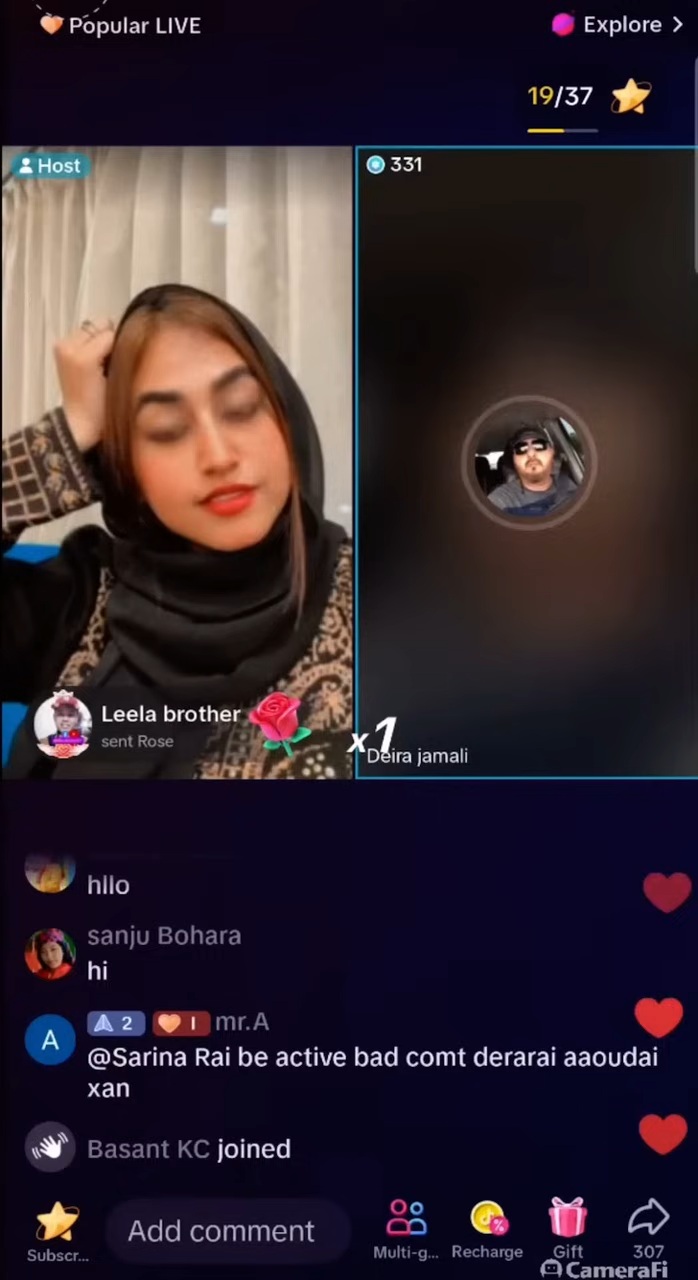 Popular LIVE
Explore >
19/37
Host
331
Leela brother
sent Rose
x1
Deira jamali
hllo
sanju Bohara
hi
A
2
I
mr.A
@Sarina Rai be active bad comt derarai aaoudai
xan
Basant KC joined
Add comment
Subscr...
Multi-g...
Recharge
Gift
307
CameraFi